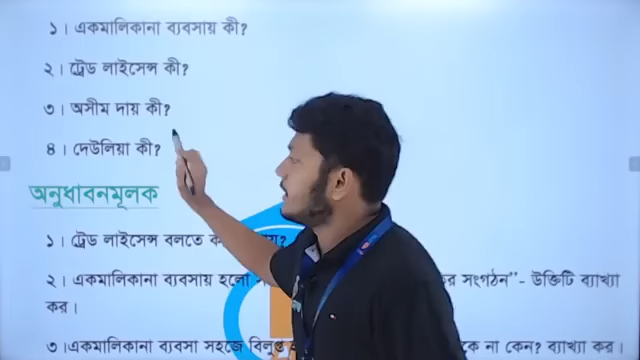 ১। একমালিকানা ব্যবসায় কী?
২। ট্রেড লাইসেন্স কী?
৩। অসীম দায় কী?
৪। দেউলিয়া কী?
অনুধাবনমূলক
১। ট্রেড লাইসেন্স বলতে
২। একমালিকানা ব্যবসায় হলো সংগঠন”- উক্তিটি ব্যাখ্যা
কর।
৩।একমালিকানা ব্যবসা সহজে বিলুপ্ত না কেন? ব্যাখ্যা কর।